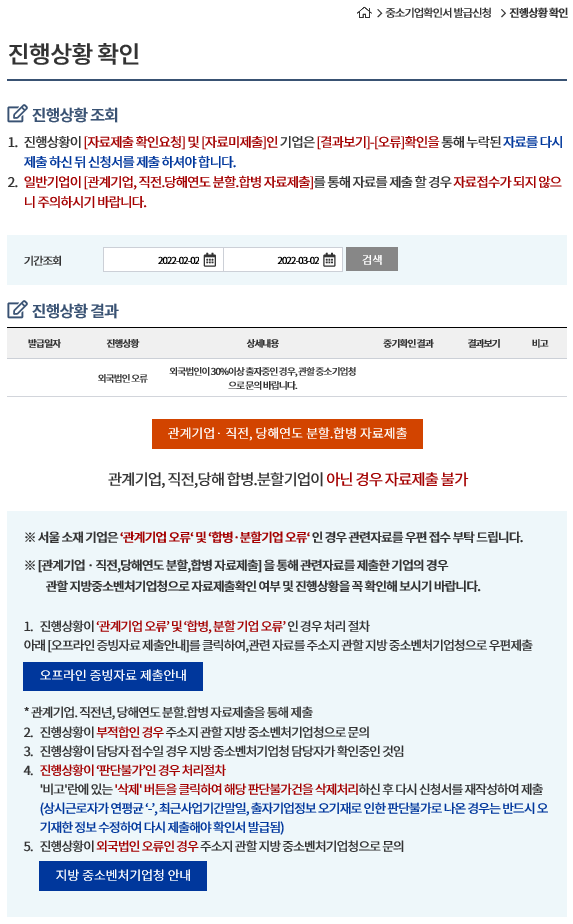 중소기업확인서 발급신청 > 진행상황 확인
진행상황 확인
진행상황 조회
1. 진행상황이 [자료제출 확인요청] 및 [자료미제출]인 기업은 [결과보기]-[오류]확인을 통해 누락된 자료를 다시
제출 하신 뒤 신청서를 제출 하셔야 합니다.
2. 일반기업이 [관계기업, 직전.당해연도 분할.합병 자료제출]를 통해 자료를 제출 할 경우 자료접수가 되지 않으
니 주의하시기 바랍니다.
기간조회 2022-02-02 2022-03-02 검색
진행상황 결과
발급일자 진행상황 상세내용 중기확인 결과 결과보기 비고
외국법인 오류 외국법인이 30%이상 출자중인 경우, 관할 중소기업청
으로 문의 바랍니다.
관계기업 · 직전, 당해연도 분할.합병 자료제출
관계기업, 직전,당해 합병.분할기업이 아닌 경우 자료제출 불가
※ 서울 소재 기업은 ‘관계기업 오류‘ 및 ‘합병 · 분할기업 오류‘ 인 경우 관련자료를 우편 접수 부탁 드립니다.
※ [관계기업 · 직전,당해연도 분할,합병 자료제출] 을 통해 관련자료를 제출한 기업의 경우
관할 지방중소벤처기업청으로 자료제출확인 여부 및 진행상황을 꼭 확인해 보시기 바랍니다.
1. 진행상황이 ‘관계기업 오류’ 및 ‘합병, 분할 기업 오류’ 인 경우 처리 절차
아래 [오프라인 증빙자료 제출안내]를 클릭하여,관련 자료를 주소지 관할 지방 중소벤처기업청으로 우편제출
오프라인 증빙자료 제출안내
* 관계기업. 직전년, 당해연도 분할.합병 자료제출을 통해 제출
2. 진행상황이 부적합인 경우 주소지 관할 지방 중소벤처기업청으로 문의
3. 진행상황이 담당자 접수일 경우 지방 중소벤처기업청 담당자가 확인중인 것임
4. 진행상황이 ‘판단불가’인 경우 처리절차
'비고'란에 있는 '삭제' 버튼을 클릭하여 해당 판단불가건을 삭제처리하신 후 다시 신청서를 재작성하여 제출
(상시근로자가 연평균 ‘-’, 최근사업기간말일, 출자기업정보 오기재로 인한 판단불가로 나온 경우는 반드시 오
기재한 정보 수정하여 다시 제출해야 확인서 발급됨)
5. 진행상황이 외국법인 오류인 경우 주소지 관할 지방 중소벤처기업청으로 문의
지방 중소벤처기업청 안내